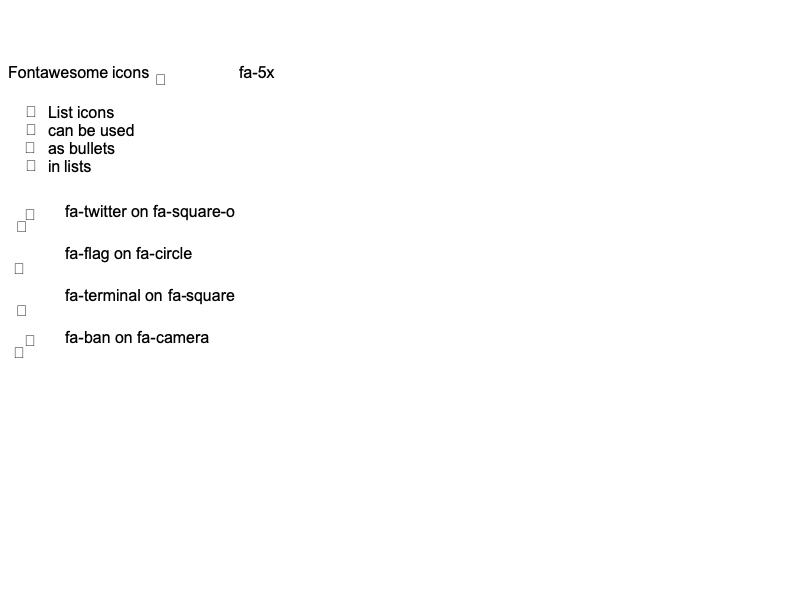 Fontawesome icons fa-5x
List icons
can be used
as bullets
in lists
fa-twitter on fa-square-o
fa-flag on fa-circle
fa-terminal on fa-square
fa-ban on fa-camera